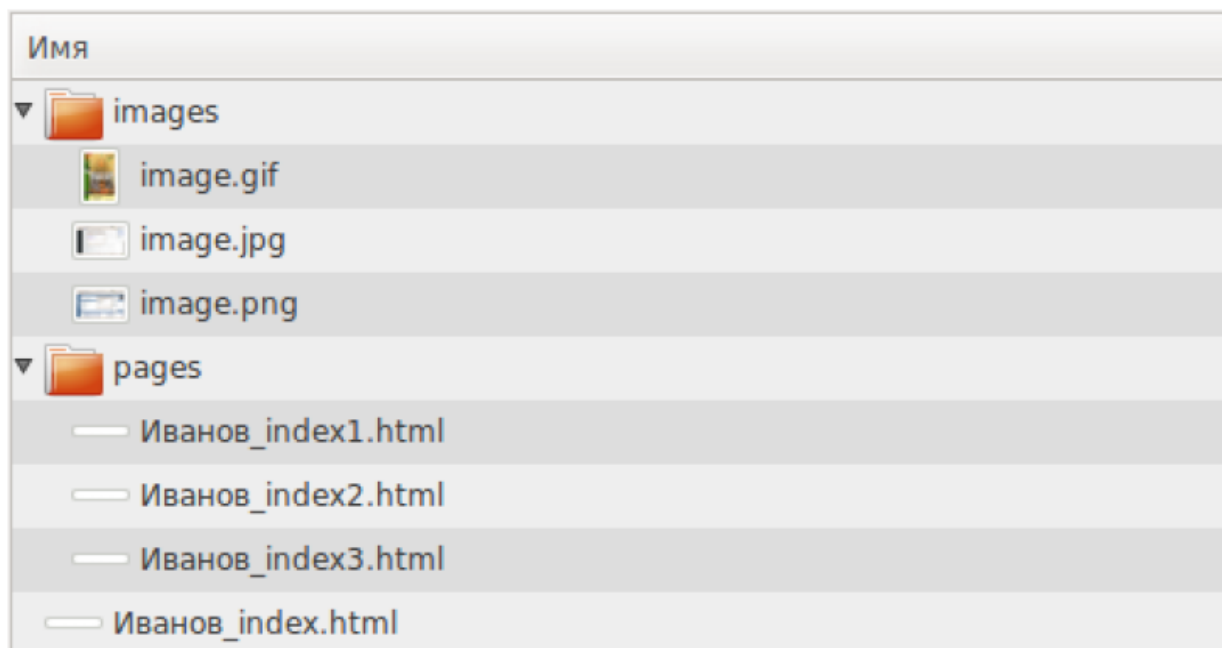 Имя
images
image.gif
image.jpg
image.png
pages
Иванов_index1.html
Иванов_index2.html
Иванов_index3.html
Иванов_index.html